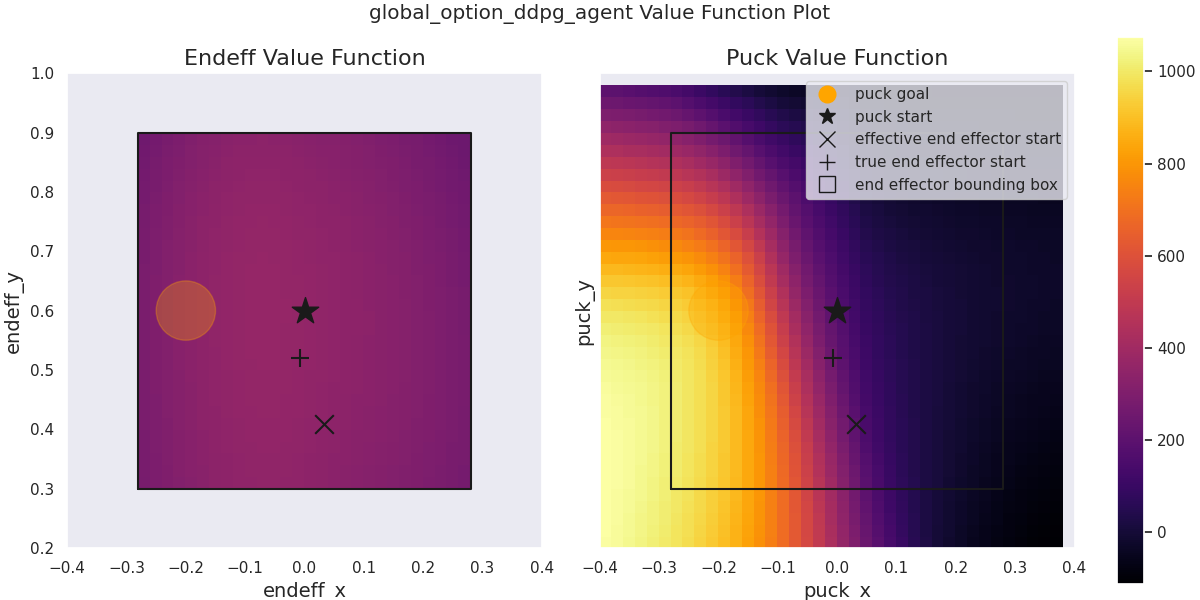 global_option_ddpg_agent Value Function Plot
Endeff Value Function
1.0
0.9
0.8
0.7
0.6
0.5
0.4
0.3
0.2
endeff_y
−0.4 −0.3 −0.2 −0.1 0.0 0.1 0.2 0.3 0.4
endeff_x
Puck Value Function
puck goal
puck start
effective end effector start
true end effector start
end effector bounding box
puck_y
−0.4 −0.3 −0.2 −0.1 0.0 0.1 0.2 0.3 0.4
puck_x
1000
800
600
400
200
0